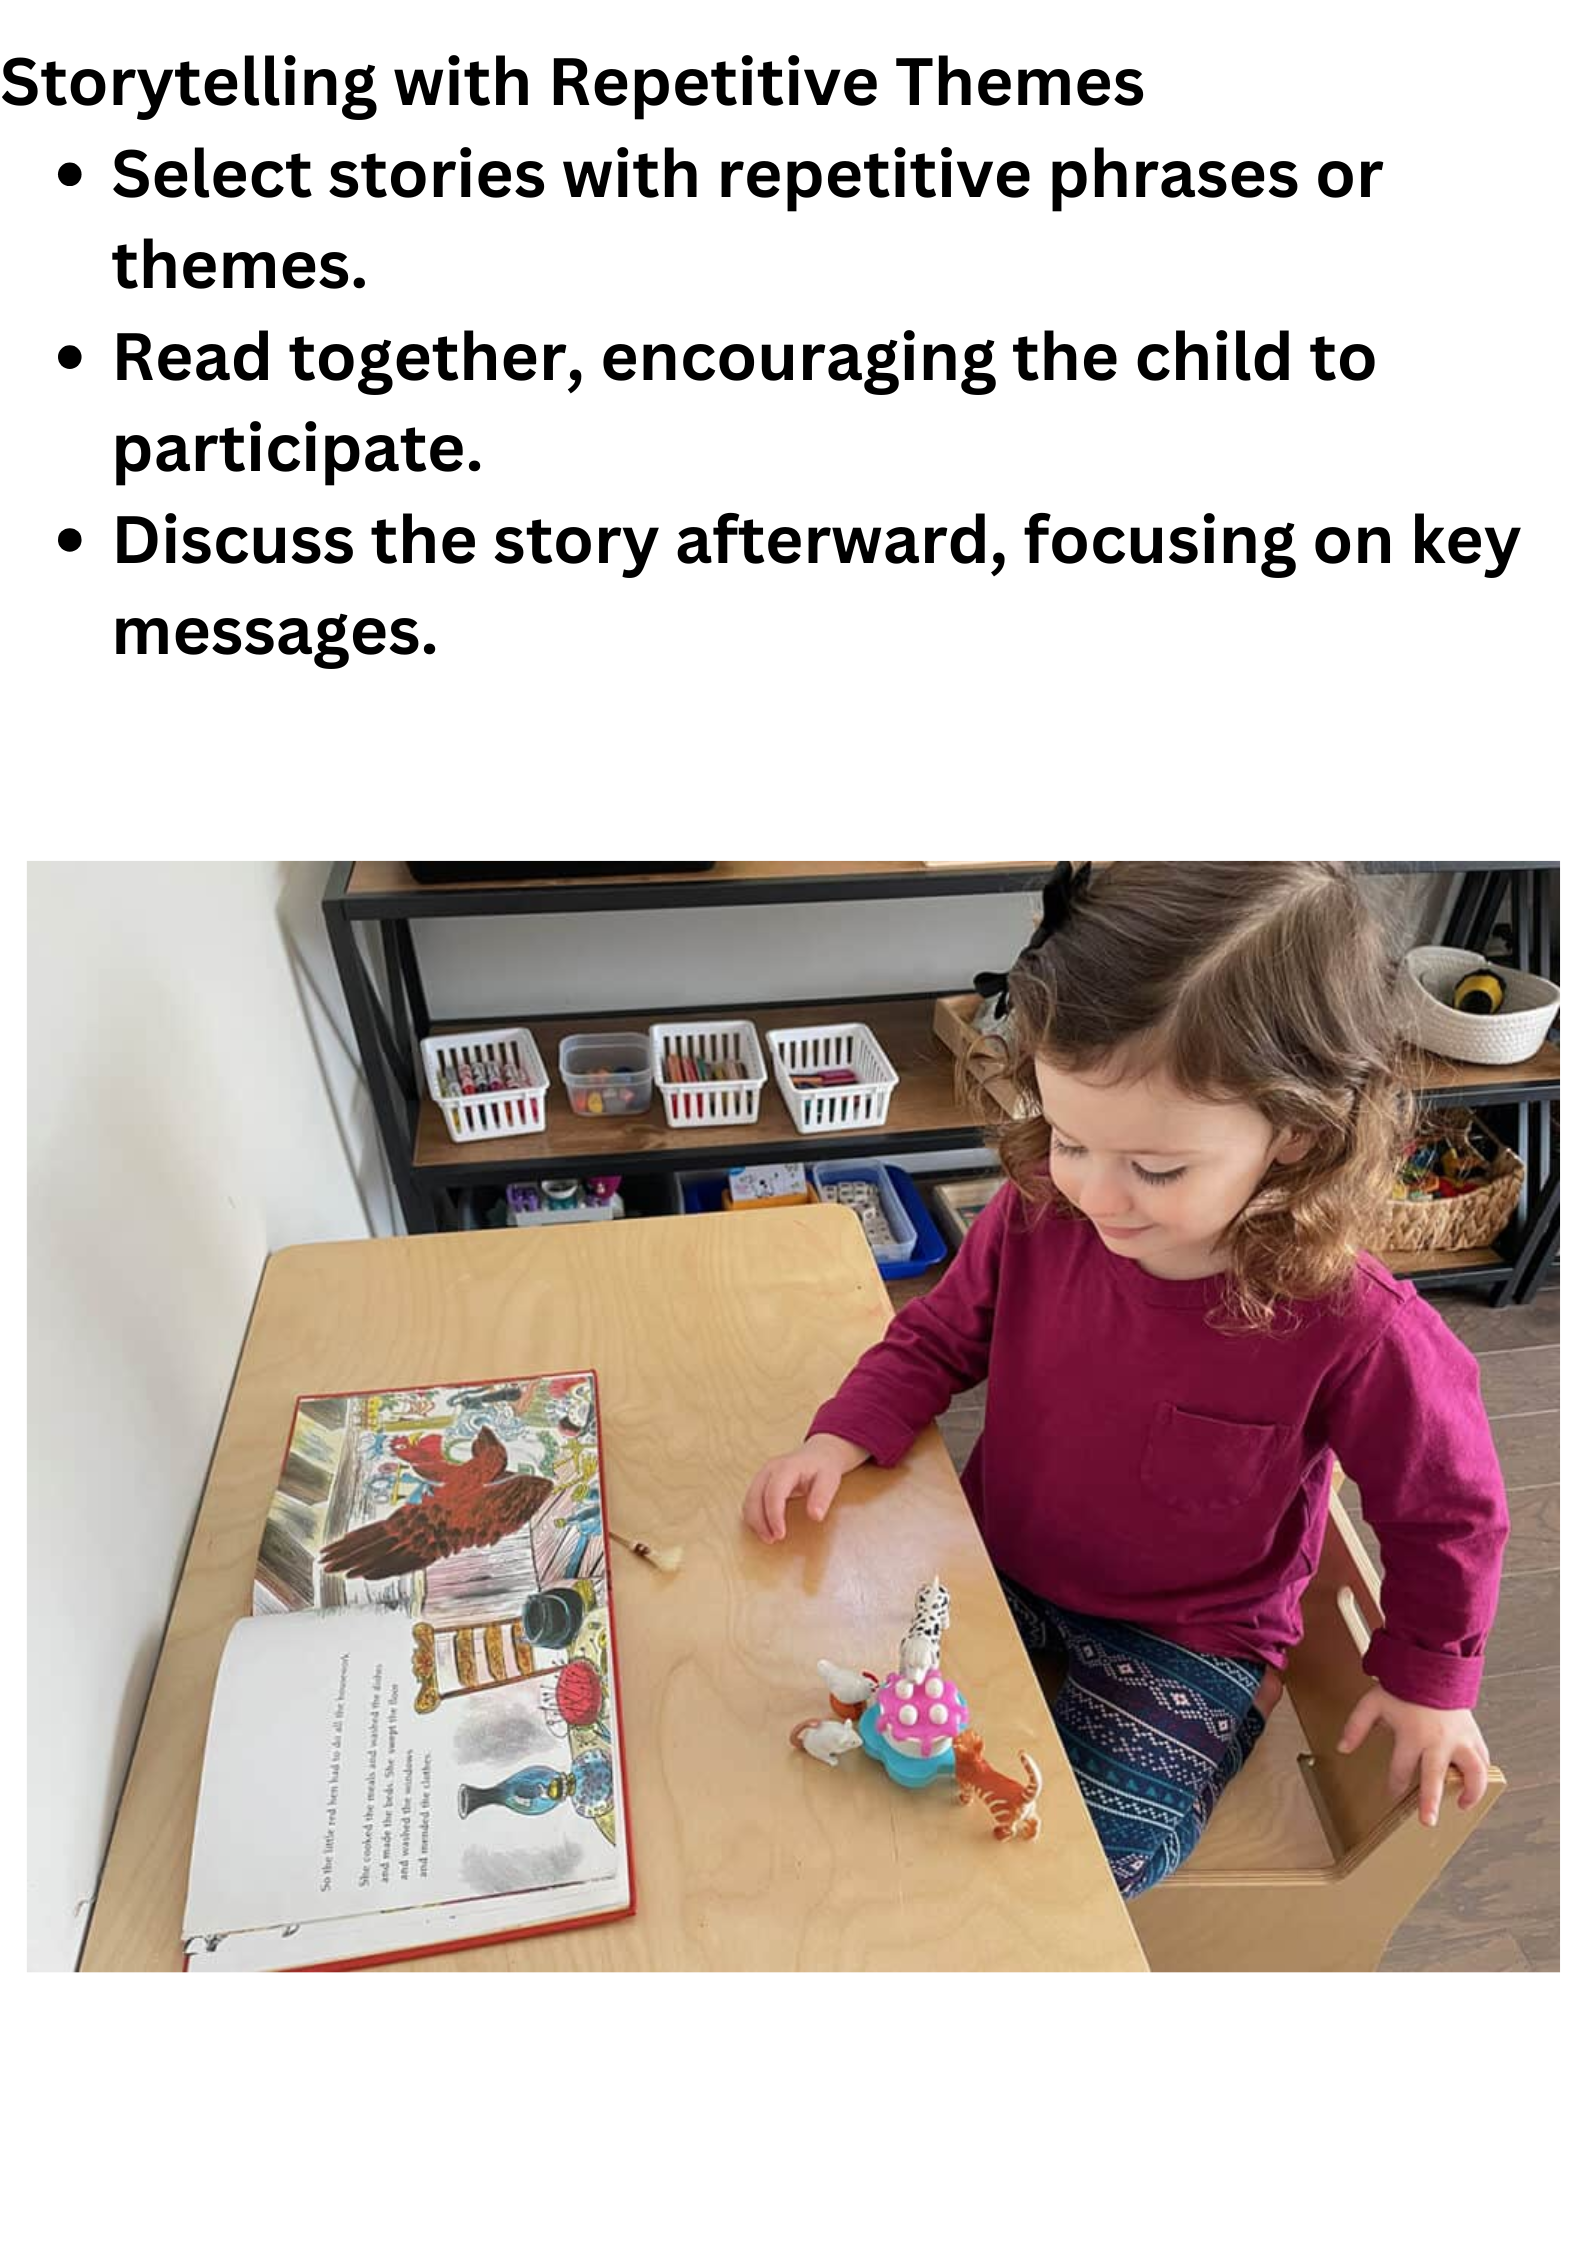 Storytelling with Repetitive Themes
• Select stories with repetitive phrases or
themes.
• Read together, encouraging the child to
participate.
• Discuss the story afterward, focusing on key
messages.
So the little red hen had to do all the housework.
She cooked the meals and washed the dishes
and made the beds. She swept the floor
and washed the windows
and mended the clothes.